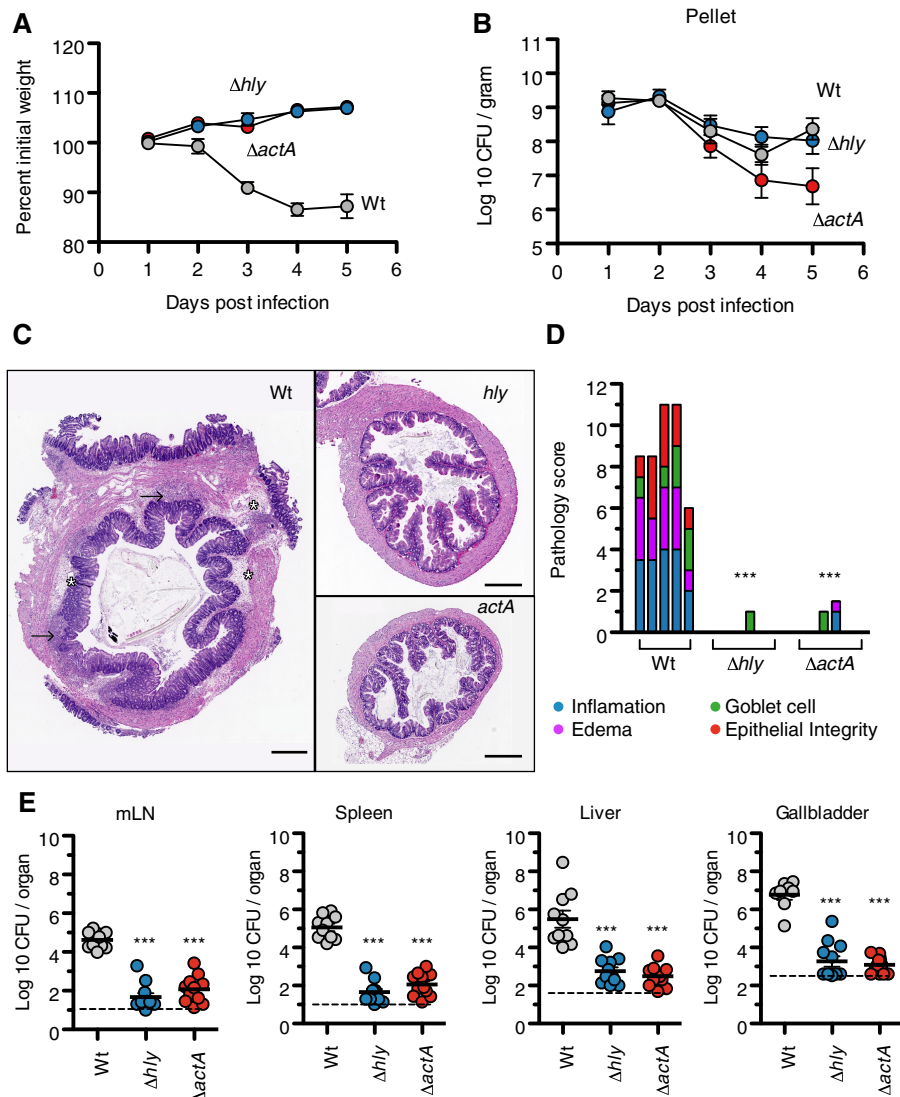 A
120
110
100
90
80
Percent initial weight
Δhly
ΔactA
Wt
0 1 2 3 4 5 6
Days post infection
B
Pellet
11
10
9
8
7
6
5
Log 10 CFU / gram
Wt
Δhly
ΔactA
0 1 2 3 4 5 6
Days post infection
C
Wt
*
*
*
hly
actA
D
12
10
8
6
4
2
0
Pathology score
*** ***
Wt Δhly ΔactA
Inflamation Goblet cell
Edema Epithelial Integrity
E
mLN
10
8
6
4
2
0
Log 10 CFU / organ
*** ***
Wt Δhly ΔactA
Spleen
10
8
6
4
2
0
Log 10 CFU / organ
*** ***
Wt Δhly ΔactA
Liver
10
8
6
4
2
0
Log 10 CFU / organ
*** ***
Wt Δhly ΔactA
Gallbladder
10
8
6
4
2
0
Log 10 CFU / organ
*** ***
Wt Δhly ΔactA